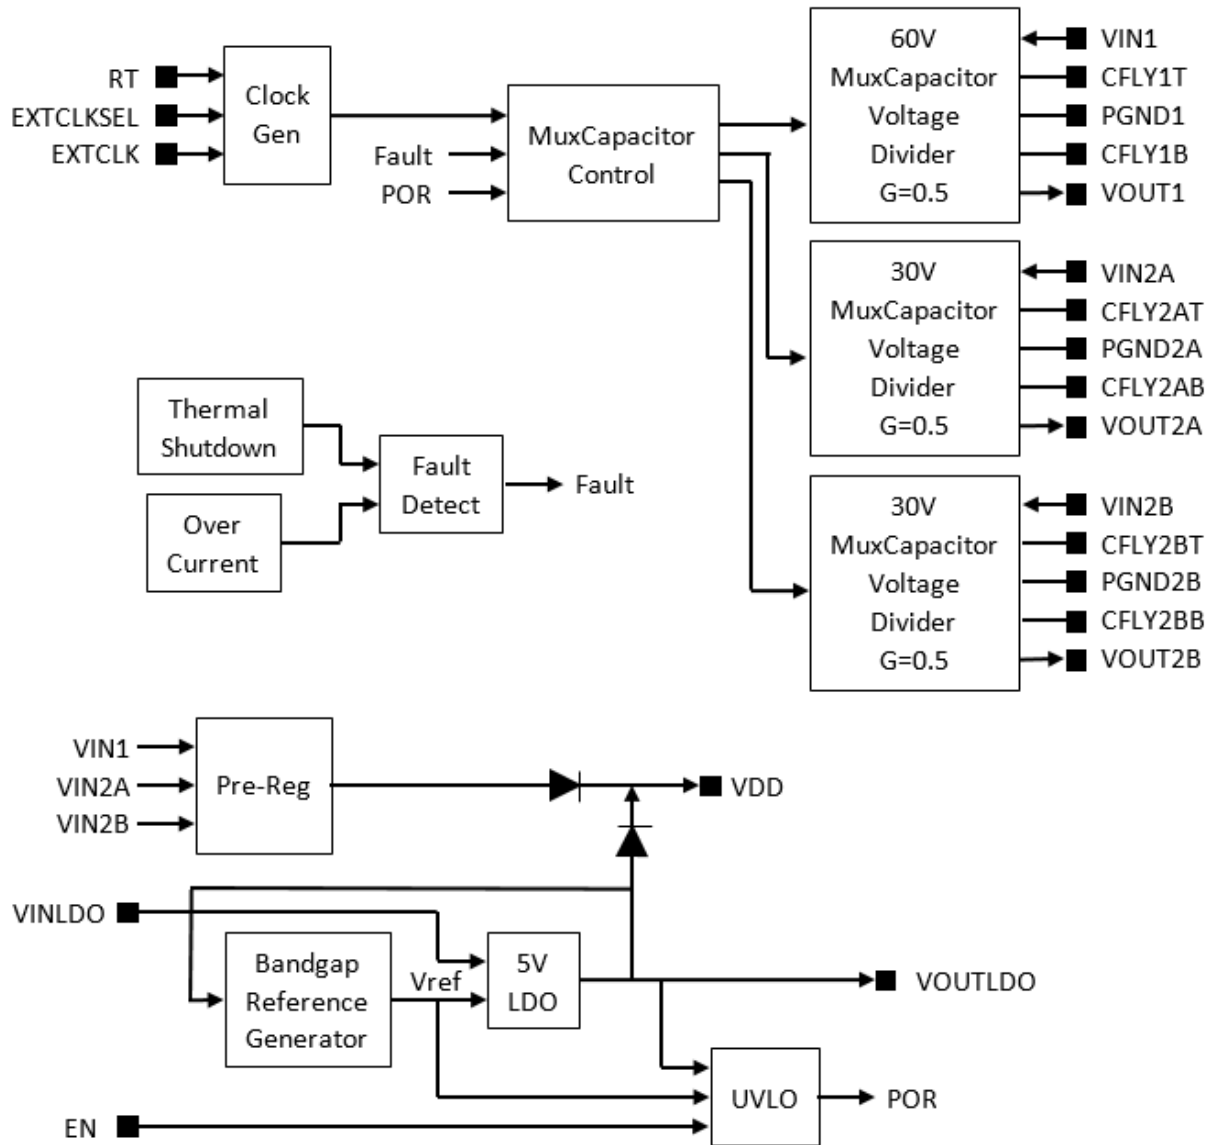 RT
EXTCLKSEL
EXTCLK
Clock
Gen
Fault
POR
MuxCapacitor
Control
60V
MuxCapacitor
Voltage
Divider
G=0.5
VIN1
CFLY1T
PGND1
CFLY1B
VOUT1
30V
MuxCapacitor
Voltage
Divider
G=0.5
VIN2A
CFLY2AT
PGND2A
CFLY2AB
VOUT2A
Thermal
Shutdown
Over
Current
Fault
Detect
Fault
30V
MuxCapacitor
Voltage
Divider
G=0.5
VIN2B
CFLY2BT
PGND2B
CFLY2BB
VOUT2B
VIN1
VIN2A
VIN2B
Pre-Reg
VDD
VINLDO
Bandgap
Reference
Generator
Vref
5V
LDO
VOUTLDO
EN
UVLO
POR